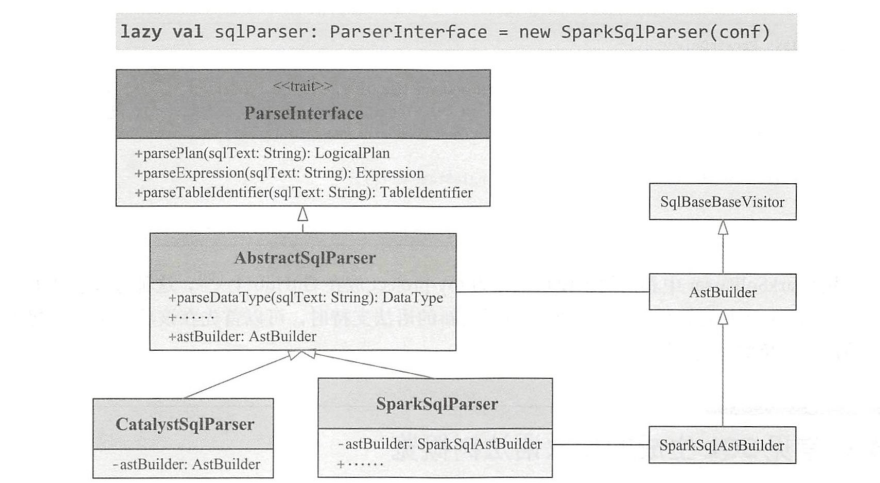 lazy val sqlParser: ParserInterface = new SparkSqlParser(conf)
<<trait>>
ParseInterface
+parsePlan(sqlText: String): LogicalPlan
+parseExpression(sqlText: String): Expression
+parseTableIdentifier(sqlText: String): TableIdentifier
SqlBaseBaseVisitor
AbstractSqlParser
+parseDataType(sqlText: String): DataType
+······
+astBuilder: AstBuilder
AstBuilder
CatalystSqlParser
-astBuilder: AstBuilder
SparkSqlParser
-astBuilder: SparkSqlAstBuilder
+······
SparkSqlAstBuilder